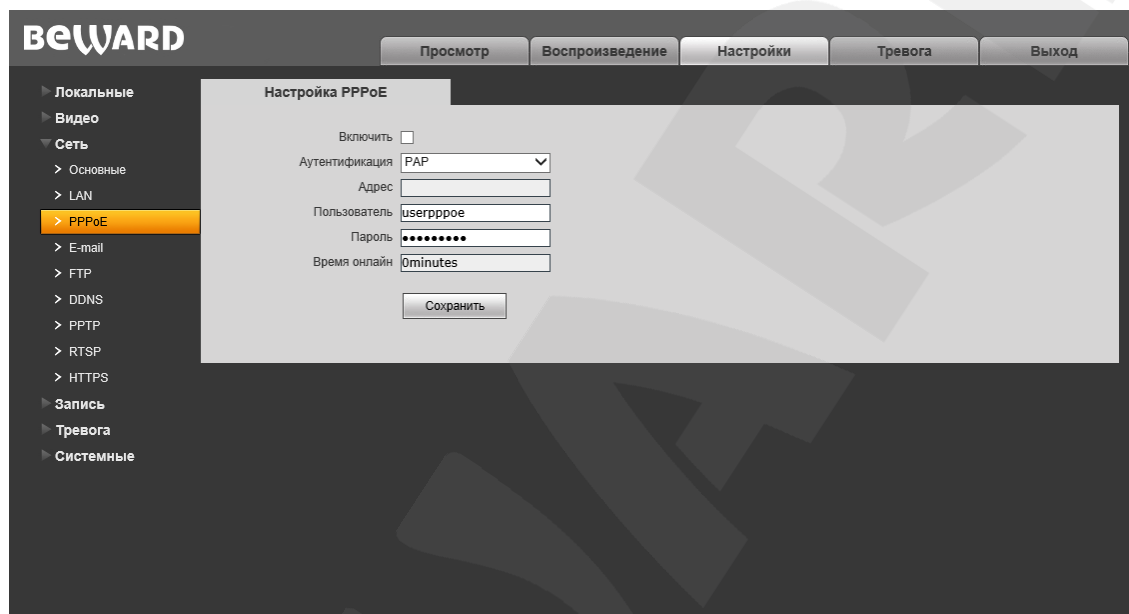 BEWARD
Просмотр
Воспроизведение
Настройки
Тревога
Выход
Локальные
Видео
Сеть
Основные
LAN
PPPoE
E-mail
FTP
DDNS
PPTP
RTSP
HTTPS
Запись
Тревога
Системные
Настройка PPPoE
Включить
Аутентификация PAP
Адрес
Пользователь userpppoe
Пароль •••••••••
Время онлайн 0minutes
Сохранить